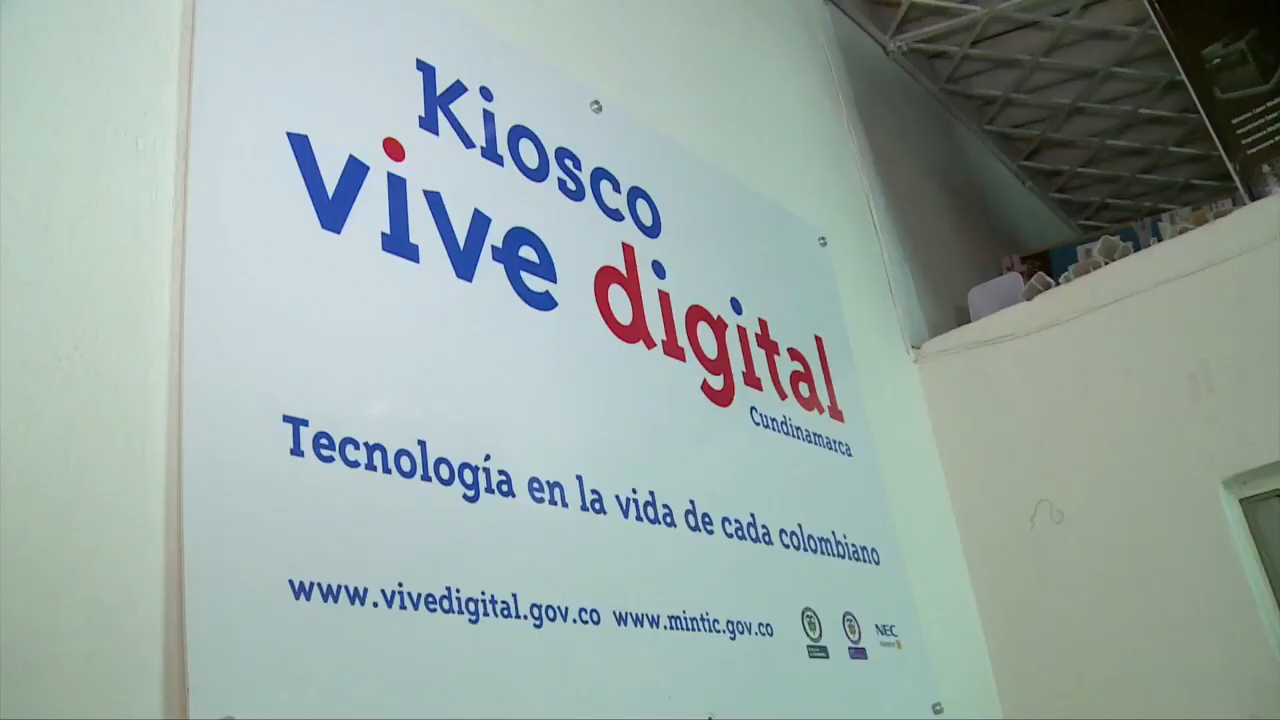 Kiosco
vive digital
Cundinamarca
Tecnología en la vida de cada colombiano
www.vivedigital.gov.co www.mintic.gov.co
NEC